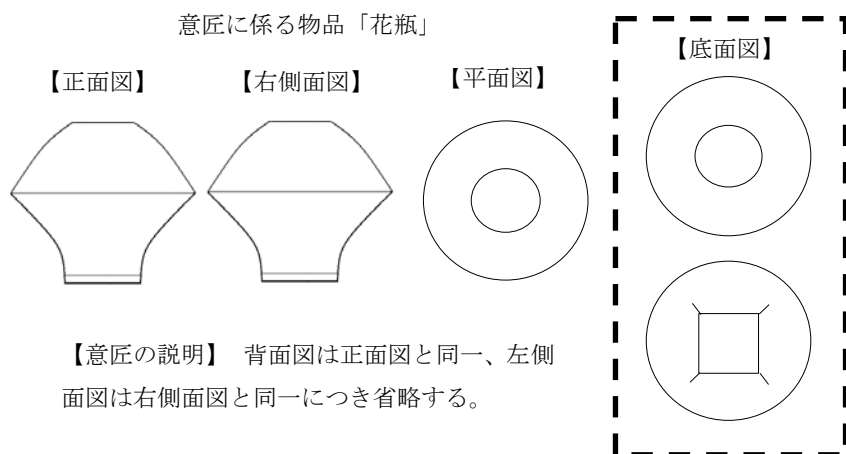 意匠に係る物品「花瓶」
【正面図】
【右側面図】
【平面図】
【底面図】
【意匠の説明】 背面図は正面図と同一、左側
面図は右側面図と同一につき省略する。